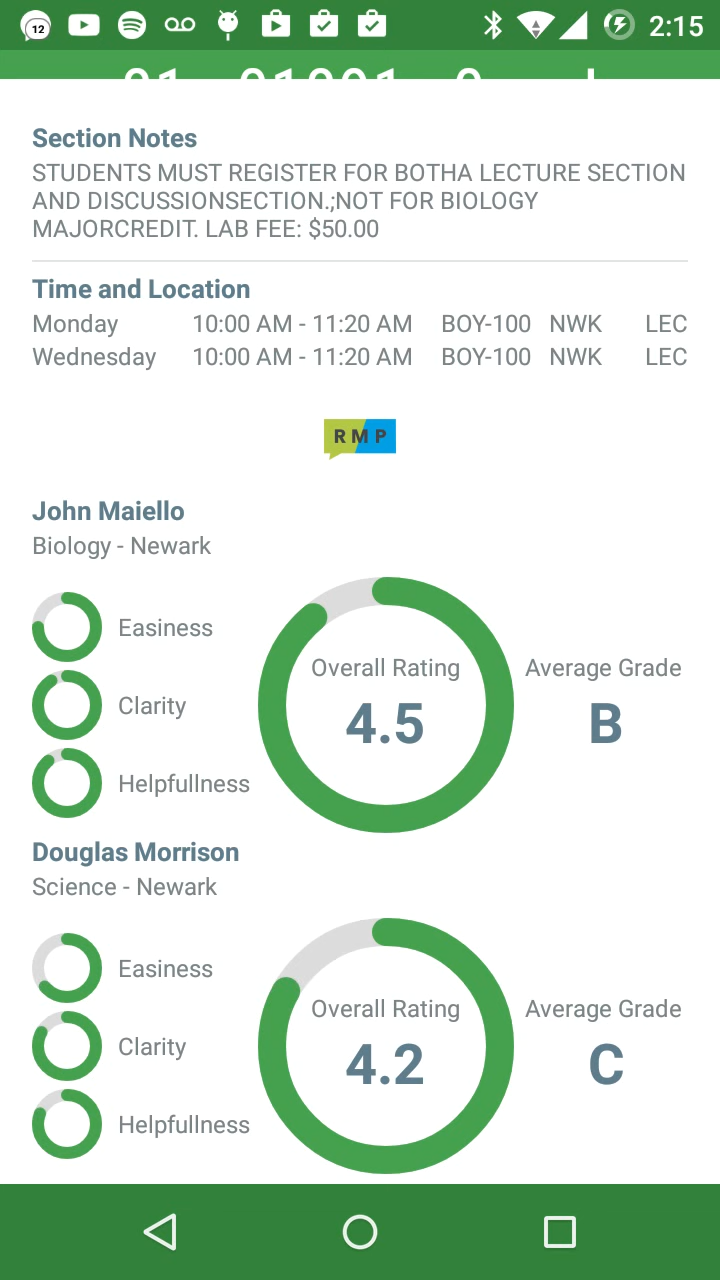 12 2:15
Section Notes
STUDENTS MUST REGISTER FOR BOTHA LECTURE SECTION
AND DISCUSSIONSECTION.;NOT FOR BIOLOGY
MAJORCREDIT. LAB FEE: $50.00
Time and Location
Monday 10:00 AM - 11:20 AM BOY-100 NWK LEC
Wednesday 10:00 AM - 11:20 AM BOY-100 NWK LEC
RMP
John Maiello
Biology - Newark
Easiness
Clarity
Helpfullness
Overall Rating
4.5
Average Grade
B
Douglas Morrison
Science - Newark
Easiness
Clarity
Helpfullness
Overall Rating
4.2
Average Grade
C